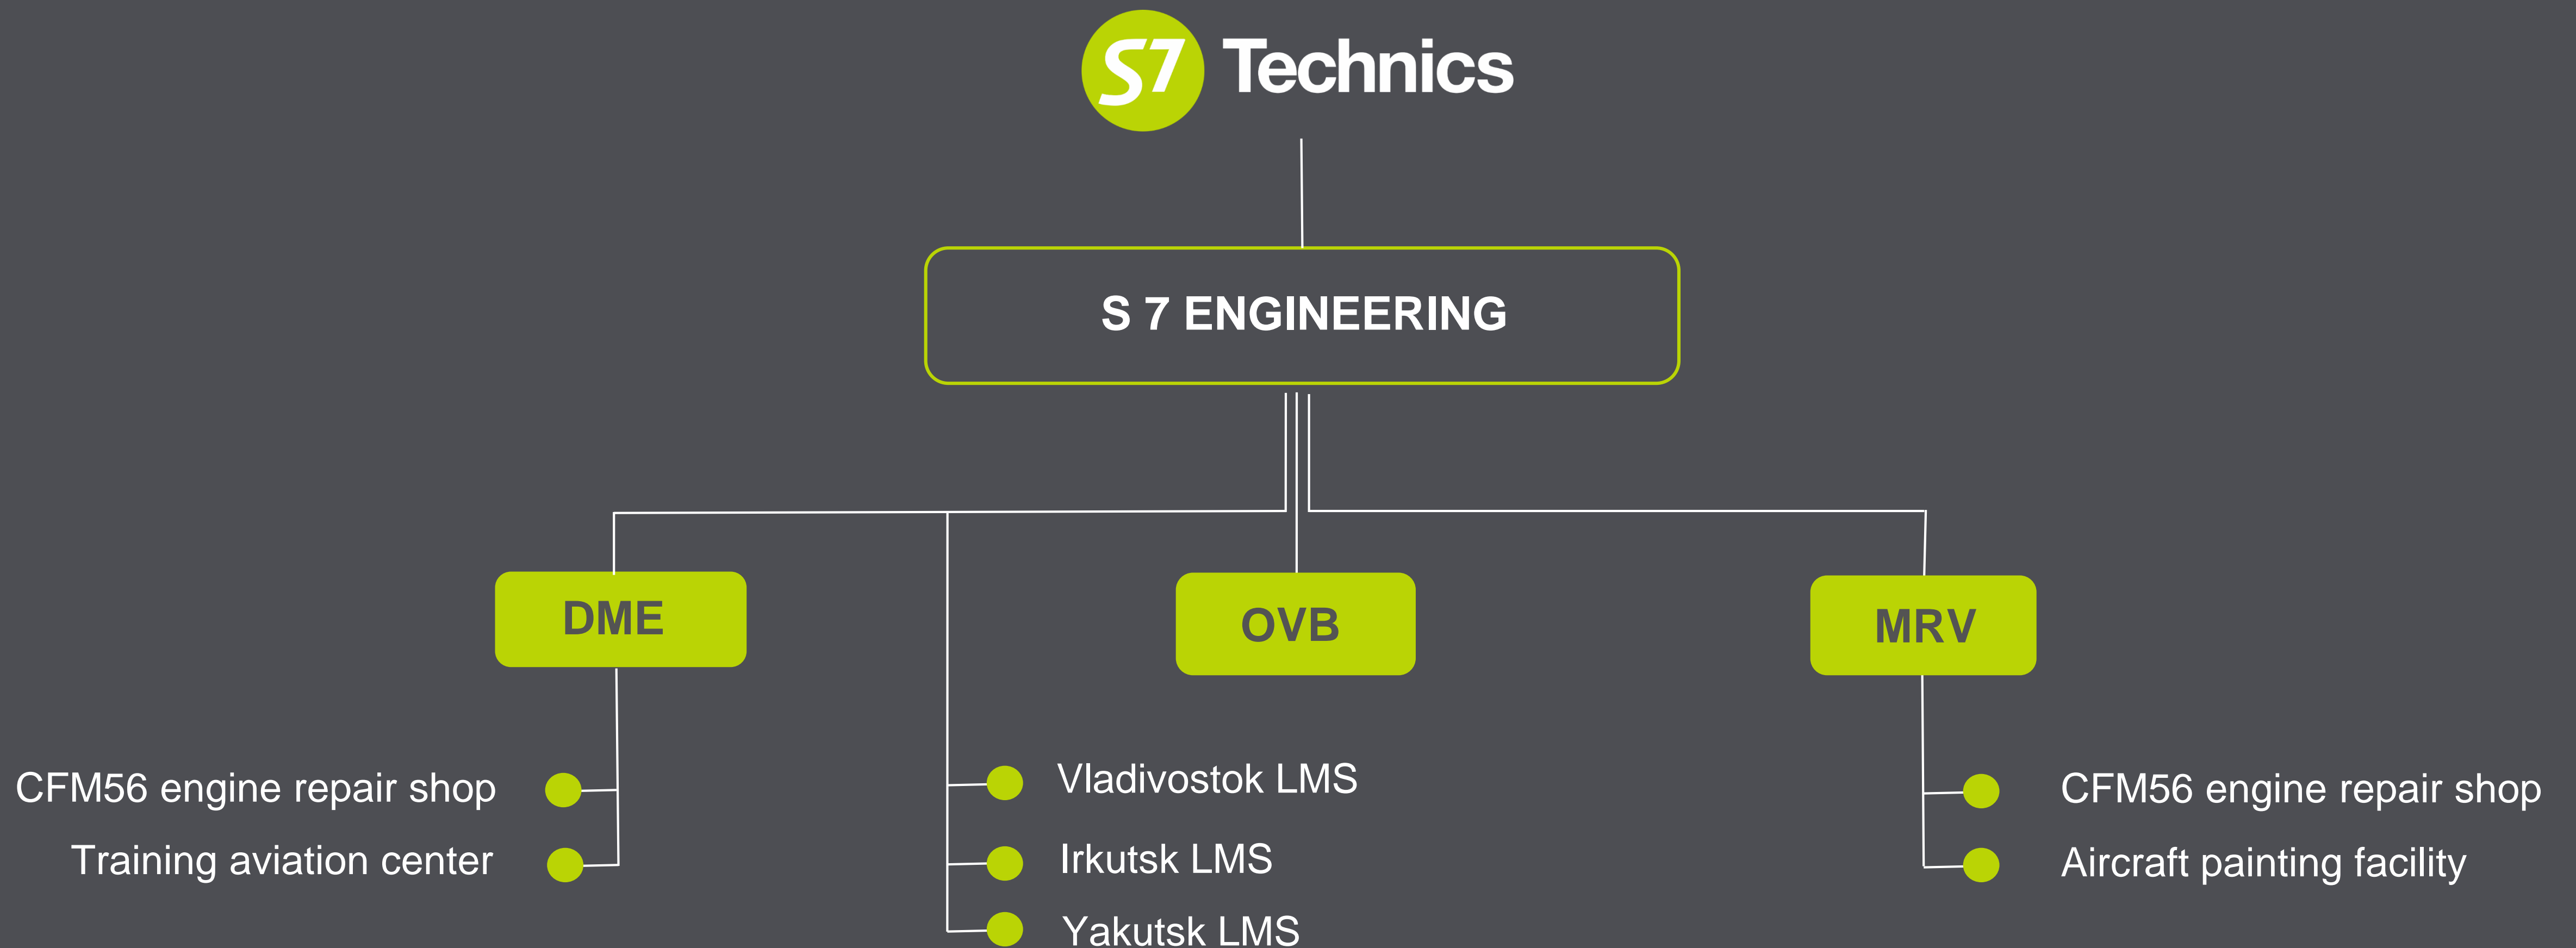 S7 Technics
S 7 ENGINEERING
DME
OVB
MRV
CFM56 engine repair shop
Training aviation center
Vladivostok LMS
Irkutsk LMS
Yakutsk LMS
CFM56 engine repair shop
Aircraft painting facility